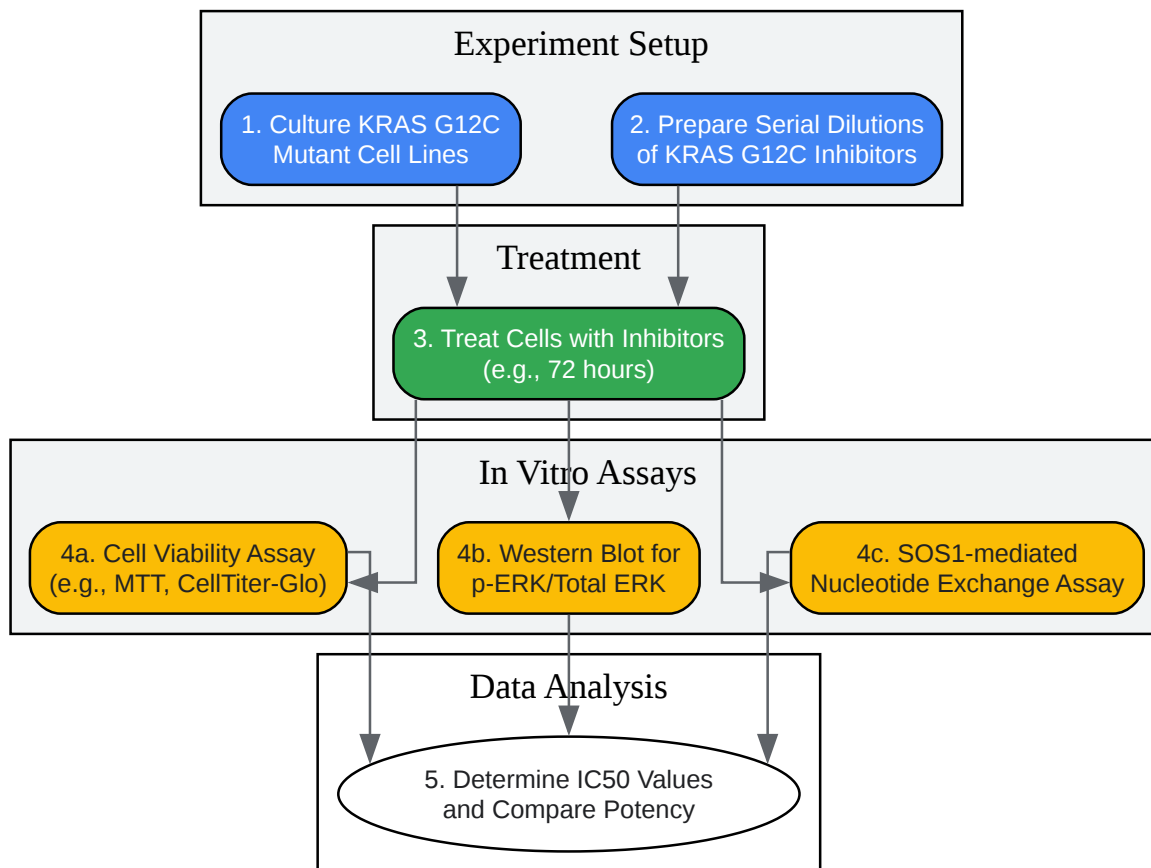 Experiment Setup
1. Culture KRAS G12C
Mutant Cell Lines
2. Prepare Serial Dilutions
of KRAS G12C Inhibitors
Treatment
3. Treat Cells with Inhibitors
(e.g., 72 hours)
In Vitro Assays
4a. Cell Viability Assay
(e.g., MTT, CellTiter-Glo)
4b. Western Blot for
p-ERK/Total ERK
4c. SOS1-mediated
Nucleotide Exchange Assay
Data Analysis
5. Determine IC50 Values
and Compare Potency